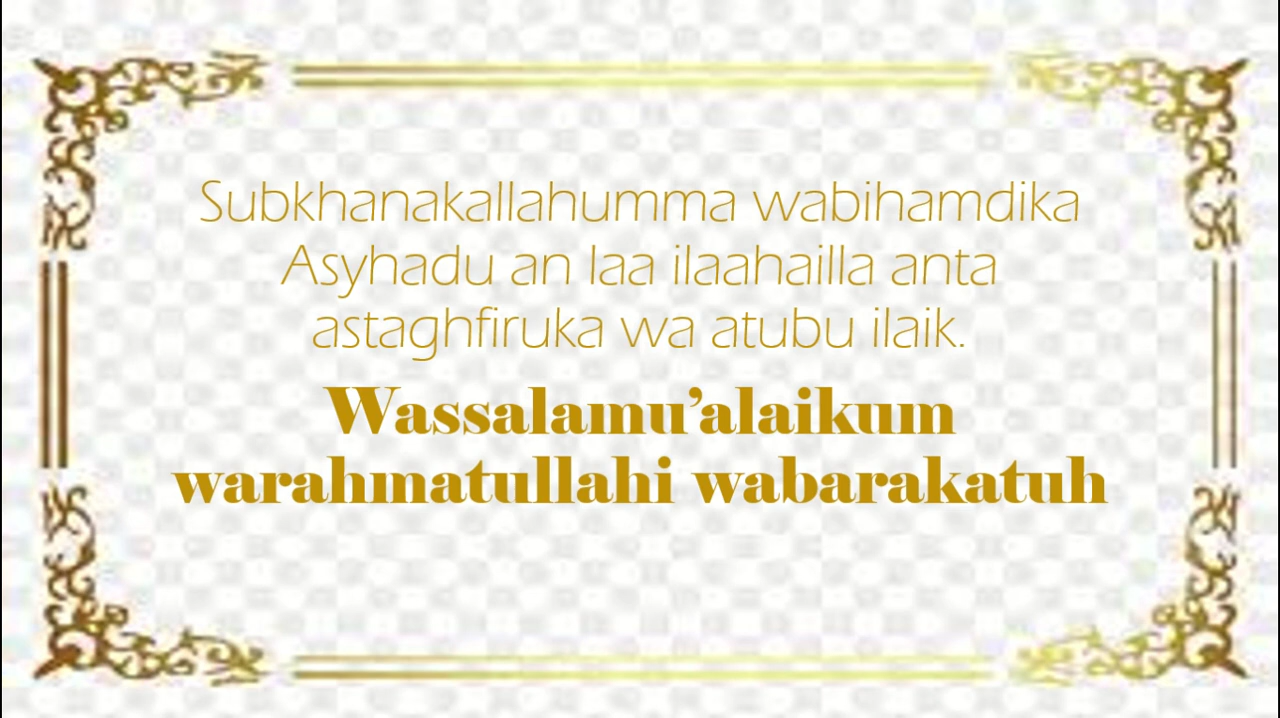 Subkhanakallahumma wabihamdika
Asyhadu an laa ilaahailla anta
astaghfiruka wa atubu ilaik.
Wassalamu’alaikum
warahmatullahi wabarakatuh